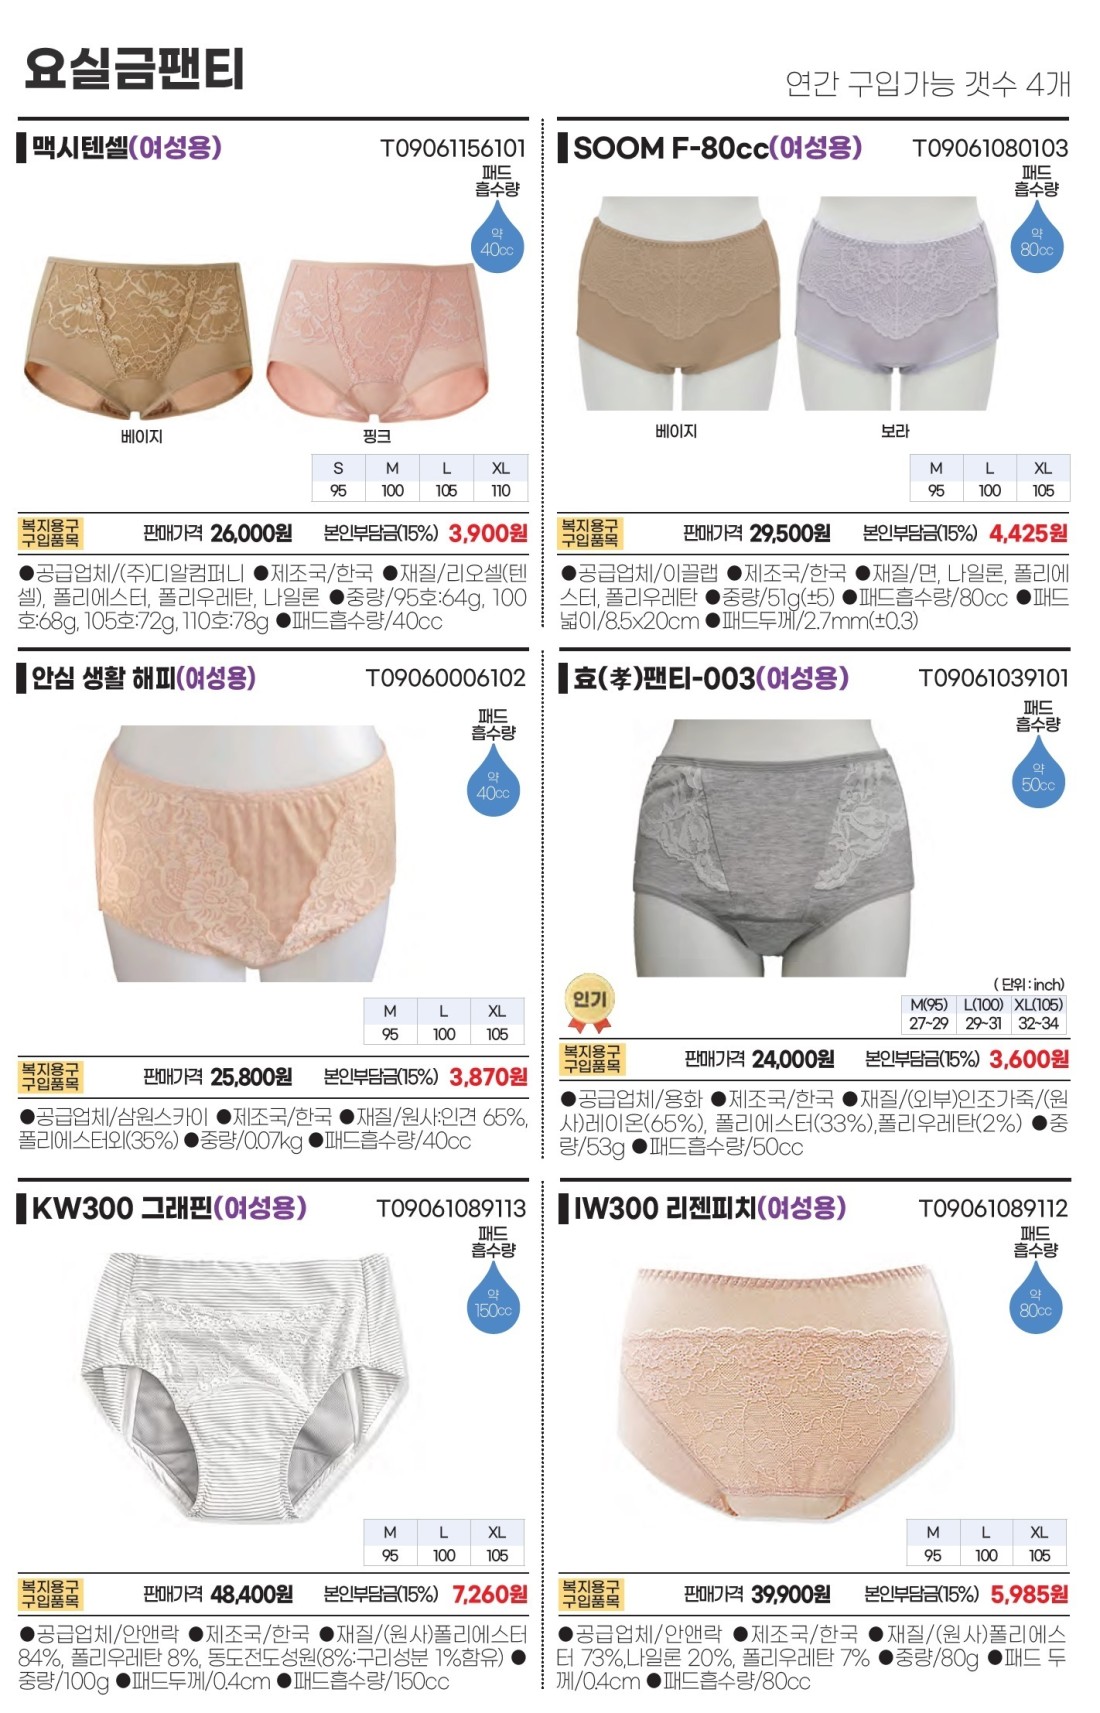 요실금팬티
연간 구입가능 갯수 4개
맥시텐셀(여성용) T09061156101
패드
흡수량
약
40cc
베이지 핑크
S M L XL
95 100 105 110
복지용구
구입품목
판매가격 26,000원 본인부담금(15%) 3,900원
●공급업체/(주)디알컴퍼니 ●제조국/한국 ●재질/리오셀(텐
셀), 폴리에스터, 폴리우레탄, 나일론 ●중량/95호:64g, 100
호:68g, 105호:72g, 110호:78g ●패드흡수량/40cc
SOOM F-80cc(여성용) T09061080103
패드
흡수량
약
80cc
베이지 보라
M L XL
95 100 105
복지용구
구입품목
판매가격 29,500원 본인부담금(15%) 4,425원
●공급업체/이끌랩 ●제조국/한국 ●재질/면, 나일론, 폴리에
스터, 폴리우레탄 ●중량/51g(±5) ●패드흡수량/80cc ●패드
넓이/8.5x20cm ●패드두께/2.7mm(±0.3)
안심 생활 해피(여성용) T09060006102
패드
흡수량
약
40cc
M L XL
95 100 105
복지용구
구입품목
판매가격 25,800원 본인부담금(15%) 3,870원
●공급업체/삼원스카이 ●제조국/한국 ●재질/원사:인견 65%,
폴리에스터외(35%) ●중량/0.07kg ●패드흡수량/40cc
효(孝)팬티-003(여성용) T09061039101
패드
흡수량
약
50cc
인기
( 단위 : inch)
M(95) L(100) XL(105)
27~29 29~31 32~34
복지용구
구입품목
판매가격 24,000원 본인부담금(15%) 3,600원
●공급업체/용화 ●제조국/한국 ●재질/(외부)인조가죽/(원
사)레이온(65%), 폴리에스터(33%),폴리우레탄(2%) ●중
량/53g ●패드흡수량/50cc
KW300 그래핀(여성용) T09061089113
패드
흡수량
약
150cc
M L XL
95 100 105
복지용구
구입품목
판매가격 48,400원 본인부담금(15%) 7,260원
●공급업체/안앤락 ●제조국/한국 ●재질/(원사)폴리에스터
84%, 폴리우레탄 8%, 동도전도성원(8%:구리성분 1%함유) ●
중량/100g ●패드두께/0.4cm ●패드흡수량/150cc
IW300 리젠피치(여성용) T09061089112
패드
흡수량
약
80cc
M L XL
95 100 105
복지용구
구입품목
판매가격 39,900원 본인부담금(15%) 5,985원
●공급업체/안앤락 ●제조국/한국 ●재질/(원사)폴리에스
터 73%,나일론 20%, 폴리우레탄 7% ●중량/80g ●패드 두
께/0.4cm ●패드흡수량/80cc